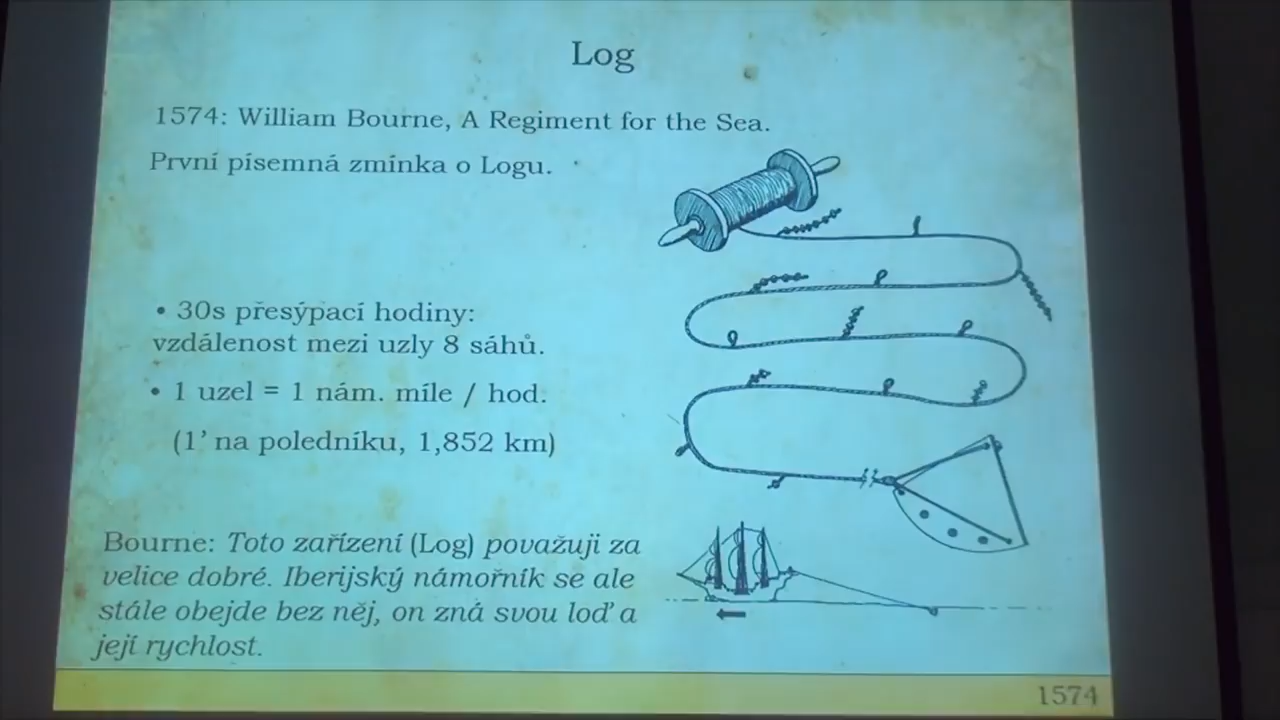 Log
1574: William Bourne, A Regiment for the Sea.
První písemná zmínka o Logu.
• 30s přesýpací hodiny:
vzdálenost mezi uzly 8 sáhů.
• 1 uzel = 1 nám. míle / hod.
(1’ na poledníku, 1,852 km)
Bourne: Toto zařízení (Log) považuji za
velice dobré. Iberijský námořník se ale
stále obejde bez něj, on zná svou loď a
její rychlost.
1574